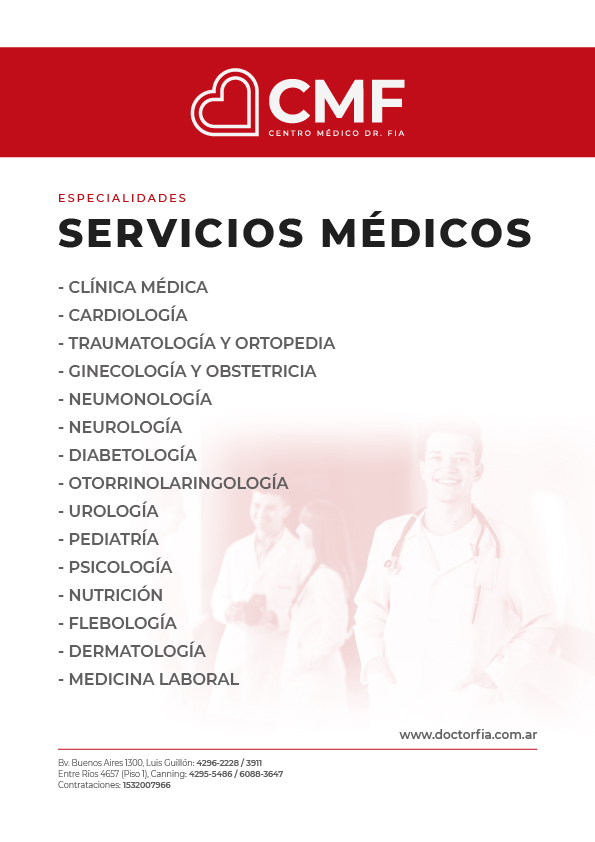 CMF
CENTRO MÉDICO DR. FIA
ESPECIALIDADES
SERVICIOS MÉDICOS
- CLÍNICA MÉDICA
- CARDIOLOGÍA
- TRAUMATOLOGÍA Y ORTOPEDIA
- GINECOLOGÍA Y OBSTETRICIA
- NEUMONOLOGÍA
- NEUROLOGÍA
- DIABETOLOGÍA
- OTORRINOLARINGOLOGÍA
- UROLOGÍA
- PEDIATRÍA
- PSICOLOGÍA
- NUTRICIÓN
- FLEBOLOGÍA
- DERMATOLOGÍA
- MEDICINA LABORAL
www.doctorfia.com.ar
Bv. Buenos Aires 1300, Luis Guillón: 4296-2228 / 3911
Entre Ríos 4657 (Piso 1), Canning: 4295-5486 / 6088-3647
Contrataciones: 1532007966